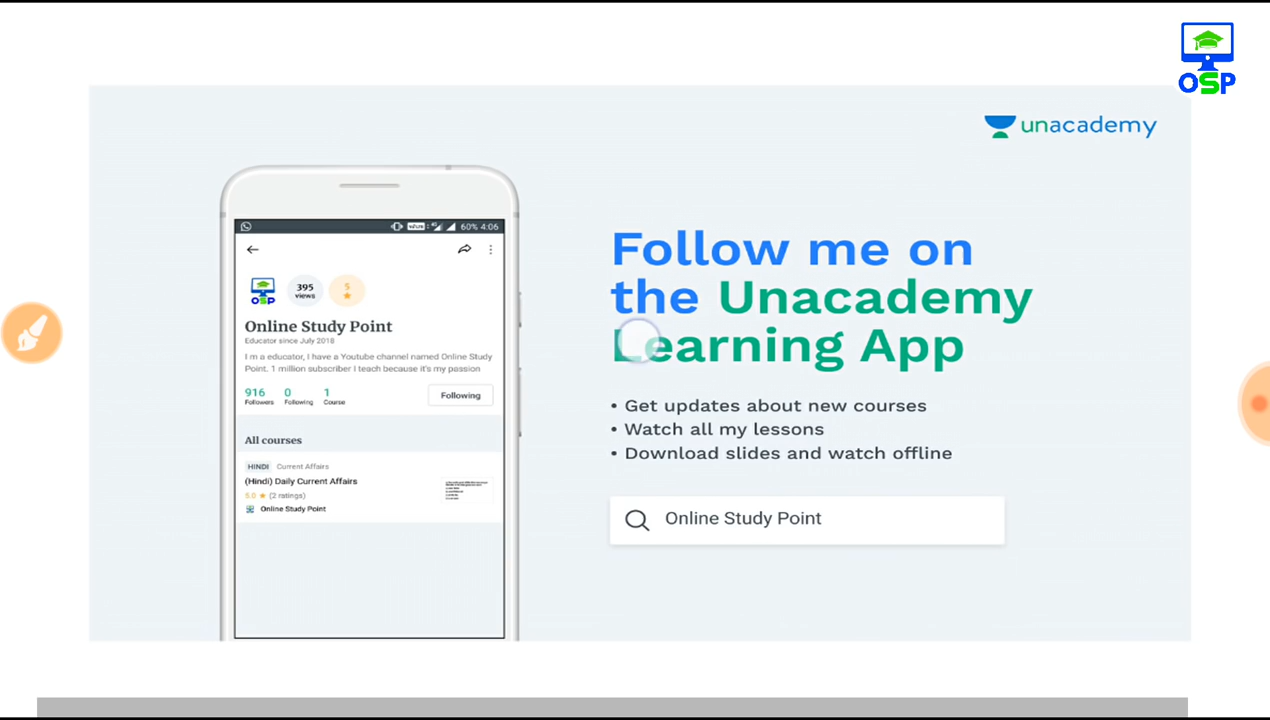 OSP
unacademy
60% 4:06
OSP
395
views
5
Online Study Point
Educator since July 2018
I m a educator, I have a Youtube channel named Online Study
Point. 1 million subscriber I teach because it's my passion
916 0 1
Followers Following Course
Following
All courses
HINDI Current Affairs
(Hindi) Daily Current Affairs
5.0 ★ (2 ratings)
Online Study Point
Follow me on
the Unacademy
Learning App
• Get updates about new courses
• Watch all my lessons
• Download slides and watch offline
Online Study Point